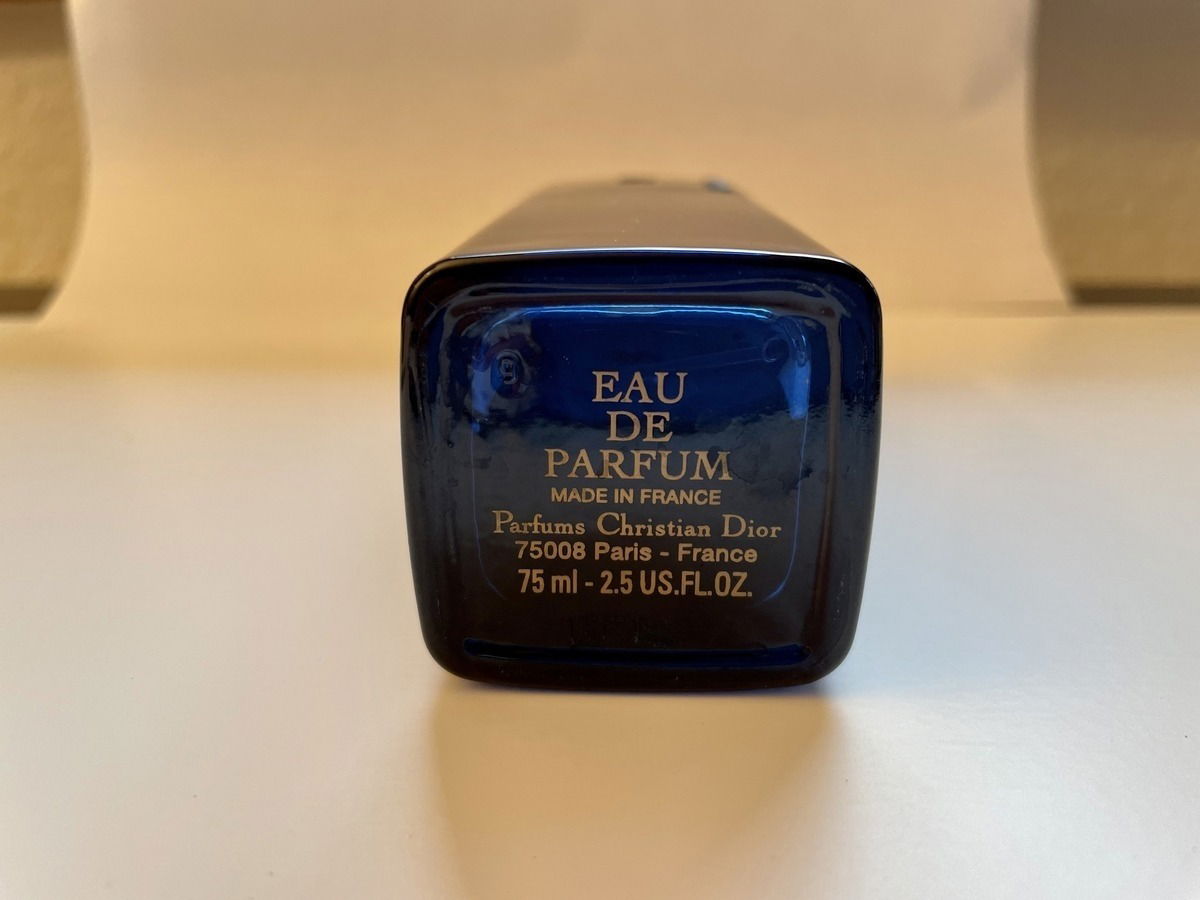 EAU
DE
PARFUM
MADE IN FRANCE
Parfums Christian Dior
75008 Paris - France
75 ml - 2.5 US.FL.OZ.